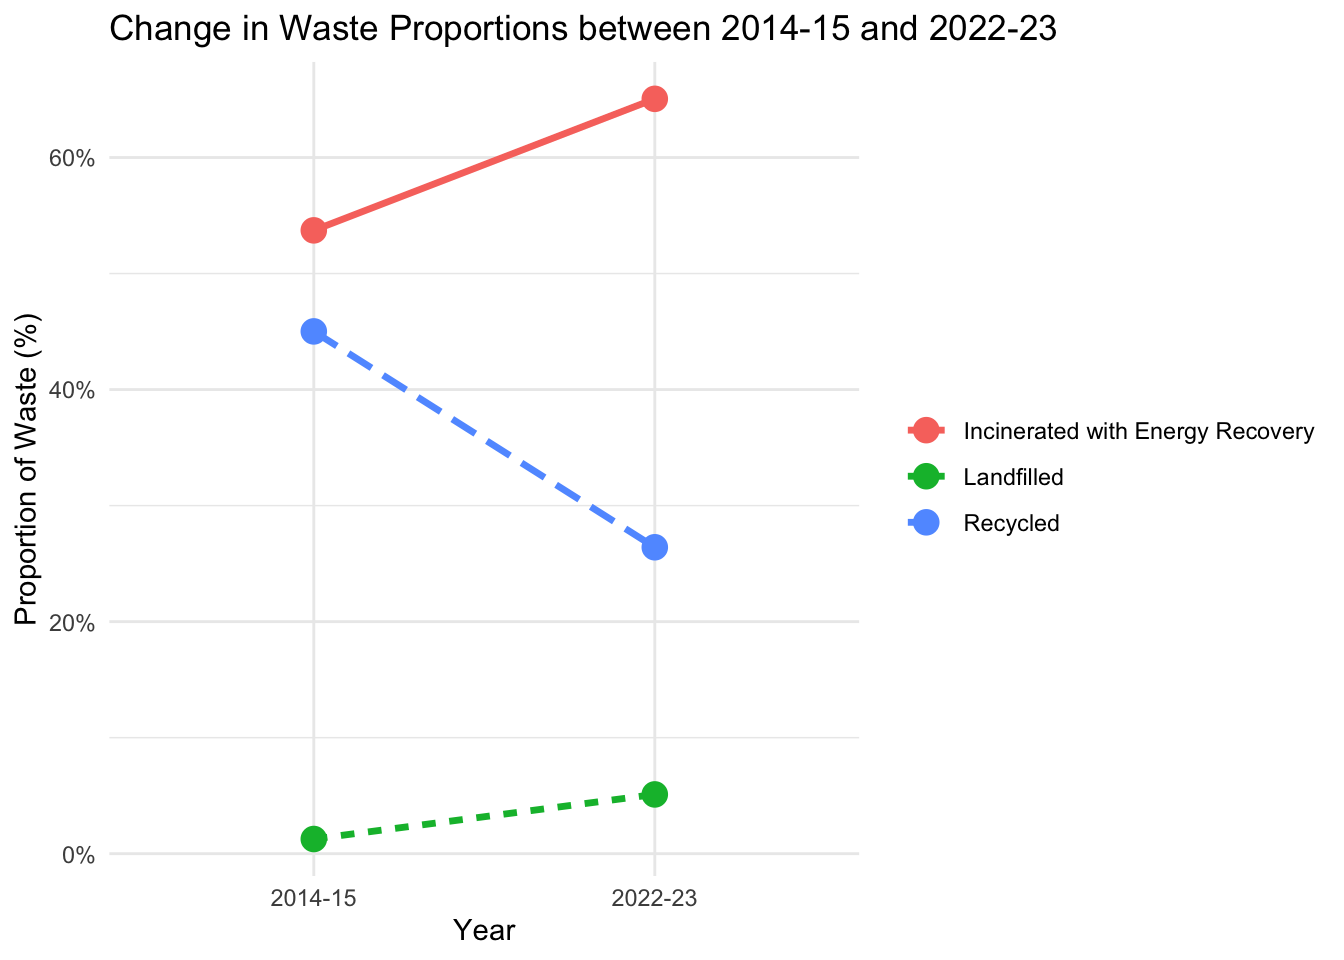 Change in Waste Proportions between 2014-15 and 2022-23
Proportion of Waste (%)
60%
40%
20%
0%
2014-15 2022-23
Year
Incinerated with Energy Recovery
Landfilled
Recycled